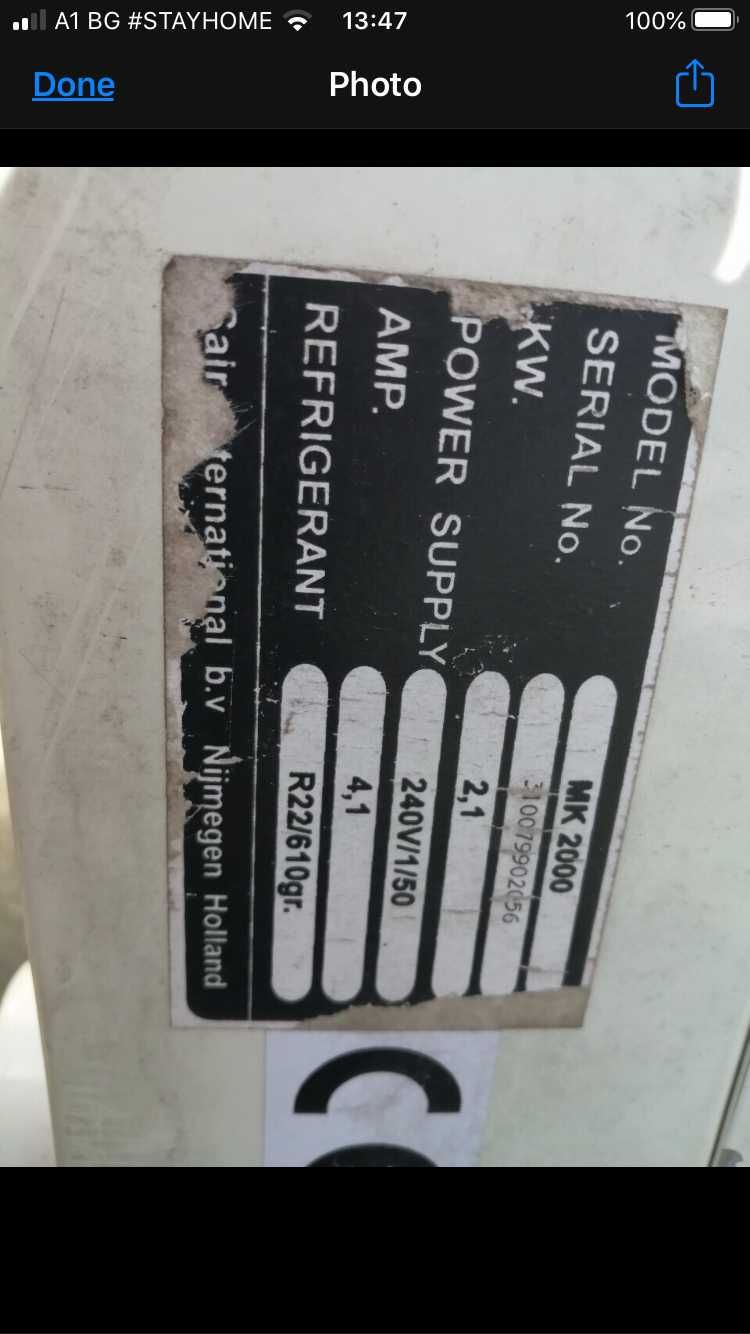 A1 BG #STAYHOME 13:47 100%
Done Photo
MODEL No. MK 2000
SERIAL No.
KW. 2,1
POWER SUPPLY 240V/1/50
AMP. 4,1
REFRIGERANT R22/610gr.
b.v Nijmegen Holland
C